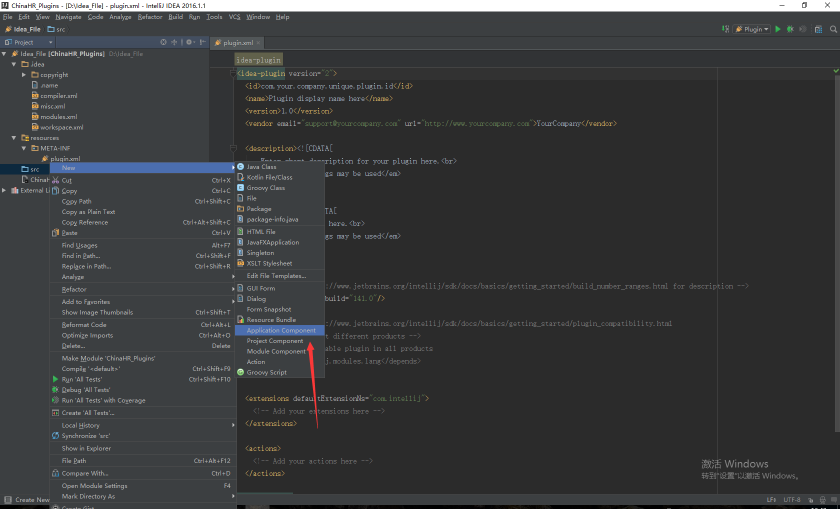 ChinaHR_Plugins - [D:\Idea_File] - plugin.xml - IntelliJ IDEA 2016.1.1
File Edit View Navigate Code Analyze Refactor Build Run Tools VCS Window Help
Idea_File src
Plugin
Project
plugin.xml
Idea_File [ChinaHR_Plugins] D:\Idea_File
.idea
copyright
.name
compiler.xml
misc.xml
modules.xml
workspace.xml
resources
META-INF
plugin.xml
src
External Li
New
Cut Ctrl+X
Copy Ctrl+C
Copy Path Ctrl+Shift+C
Copy as Plain Text
Copy Reference Ctrl+Alt+Shift+C
Paste Ctrl+V
Find Usages Alt+F7
Find in Path... Ctrl+Shift+F
Replace in Path... Ctrl+Shift+R
Analyze
Refactor
Add to Favorites
Show Image Thumbnails Ctrl+Shift+T
Reformat Code Ctrl+Alt+L
Optimize Imports Ctrl+Alt+O
Delete... Delete
Make Module 'ChinaHR_Plugins'
Compile '<default>' Ctrl+Shift+F9
Run 'All Tests' Ctrl+Shift+F10
Debug 'All Tests'
Run 'All Tests' with Coverage
Create 'All Tests'...
Local History
Synchronize 'src'
Show in Explorer
File Path Ctrl+Alt+F12
Compare With... Ctrl+D
Open Module Settings F4
Mark Directory As
Create Gist...
Java Class
Kotlin File/Class
Groovy Class
File
Package
package-info.java
HTML File
JavaFXApplication
Singleton
XSLT Stylesheet
Edit File Templates...
GUI Form
Dialog
Form Snapshot
Resource Bundle
Application Component
Project Component
Module Component
Action
Groovy Script
idea-plugin
<idea-plugin version="2">
<id>com.your.company.unique.plugin.id</id>
<name>Plugin display name here</name>
<version>1.0</version>
<vendor email="support@yourcompany.com" url="http://www.yourcompany.com">YourCompany</vendor>
<description><![CDATA[
Enter short description for your plugin here.<br>
gs may be used</em>
DATA[
here.<br>
gs may be used</em>
://www.jetbrains.org/intellij/sdk/docs/basics/getting_started/build_number_ranges.html for description -->
build="141.0"/>
://www.jetbrains.org/intellij/sdk/docs/basics/getting_started/plugin_compatibility.html
different products -->
able plugin in all products
j.modules.lang</depends>
<extensions defaultExtensionNs="com.intellij">
<!-- Add your extensions here -->
</extensions>
<actions>
<!-- Add your actions here -->
</actions>
激活 Windows
转到"设置"以激活 Windows。
Create New
LF÷ UTF-8